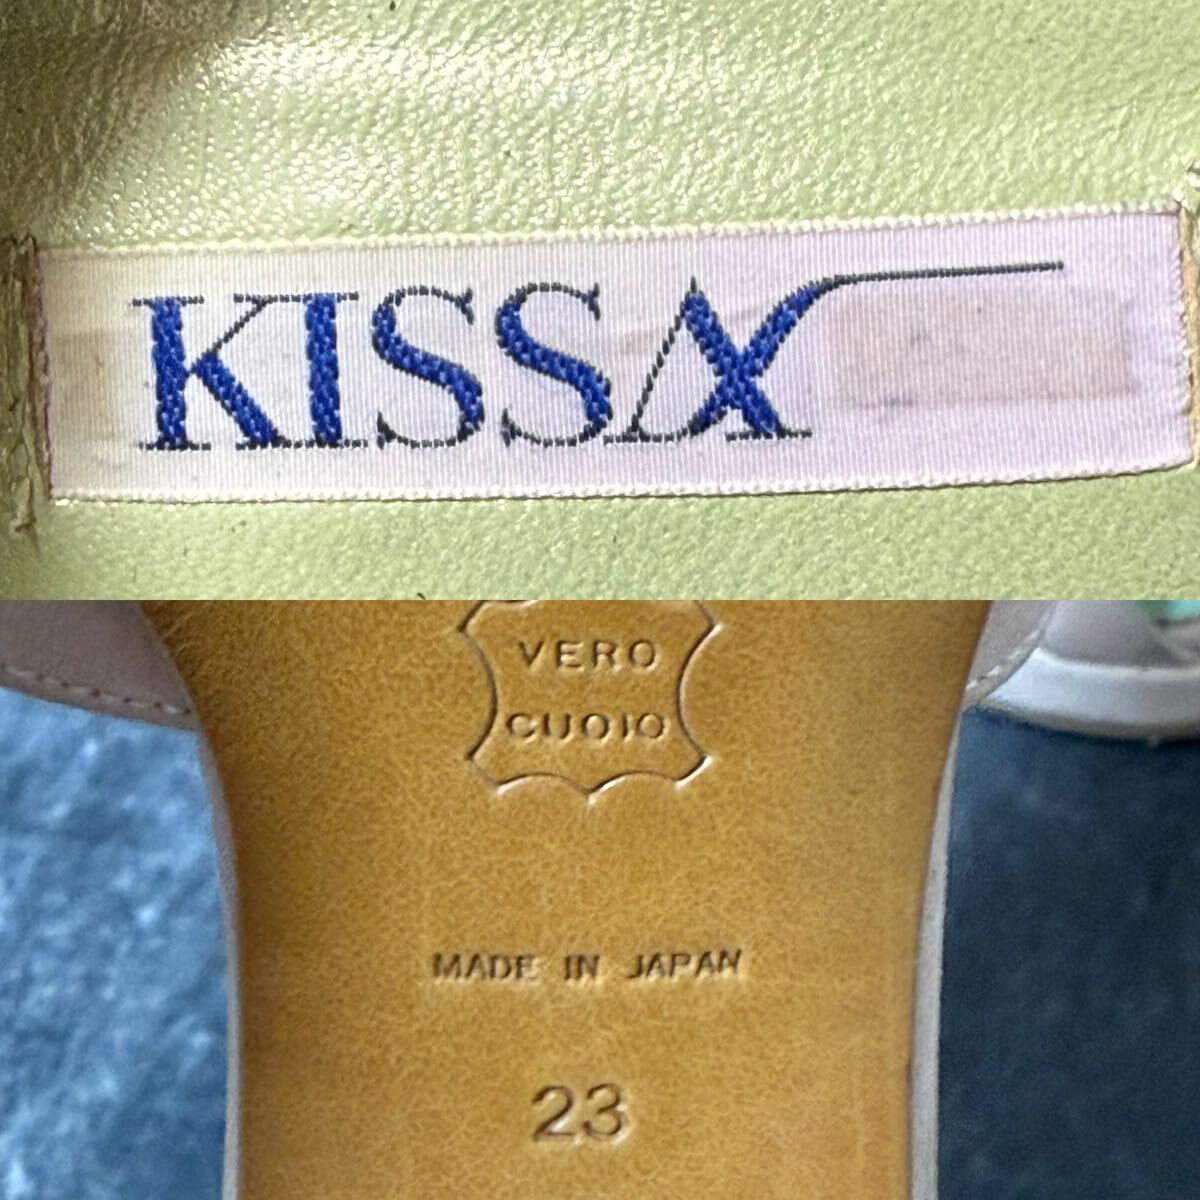 KISSA
VERO
CUOIO
MADE IN JAPAN
23